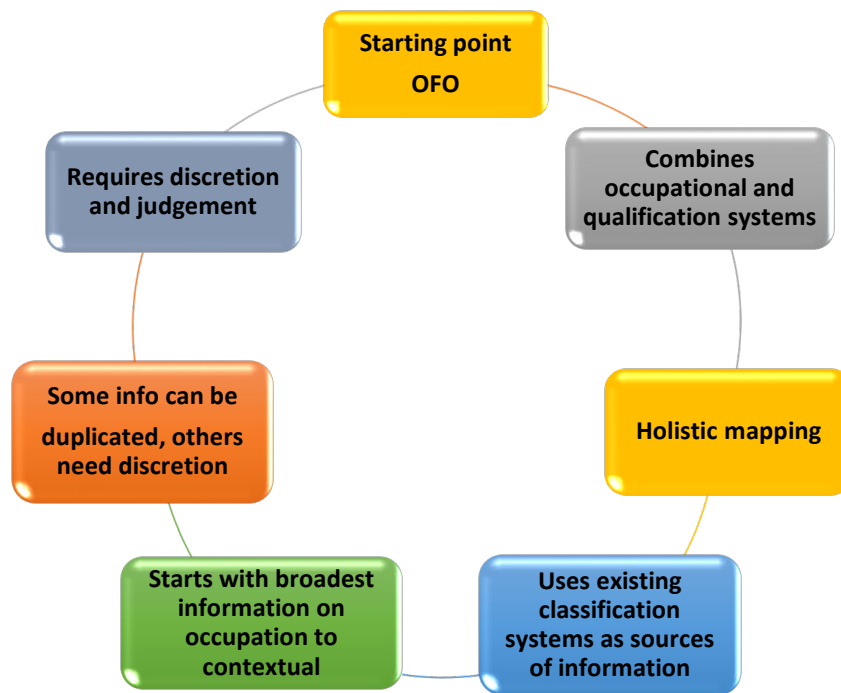 Starting point
OFO
Combines
occupational and
qualification systems
Holistic mapping
Uses existing
classification
systems as sources
of information
Starts with broadest
information on
occupation to
contextual
Some info can be
duplicated, others
need discretion
Requires discretion
and judgement